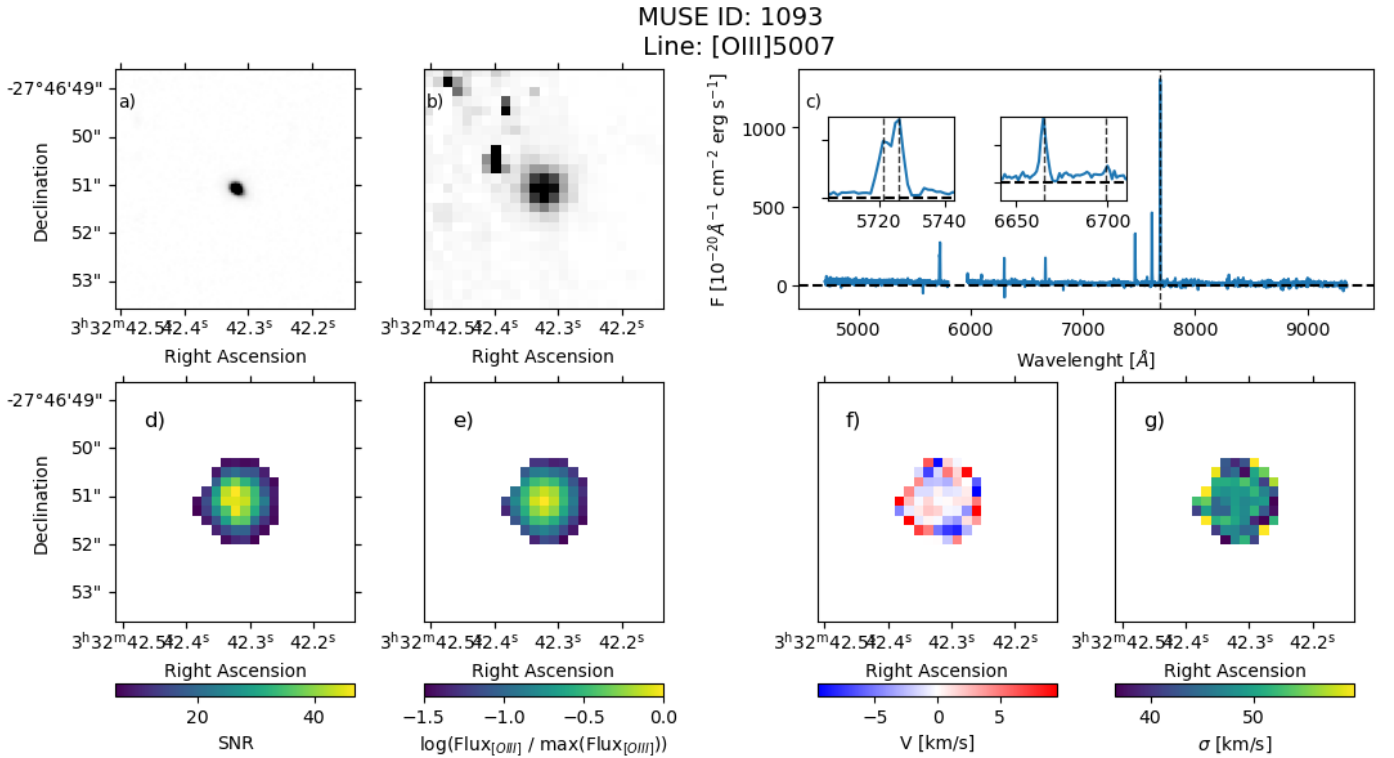 MUSE ID: 1093
Line: [OIII]5007
a)
b)
c)
-27°46'49"
50"
51"
52"
53"
Declination
3ʰ32ᵐ42.5ˢ 42.4ˢ 42.3ˢ 42.2ˢ
Right Ascension
3ʰ32ᵐ42.5ˢ 42.4ˢ 42.3ˢ 42.2ˢ
Right Ascension
F [10⁻²⁰Å⁻¹ cm⁻² erg s⁻¹]
1000
500
0
5720 5740
6650 6700
5000 6000 7000 8000 9000
Wavelenght [Å]
d)
e)
f)
g)
-27°46'49"
50"
51"
52"
53"
Declination
3ʰ32ᵐ42.5ˢ 42.4ˢ 42.3ˢ 42.2ˢ
Right Ascension
3ʰ32ᵐ42.5ˢ 42.4ˢ 42.3ˢ 42.2ˢ
Right Ascension
3ʰ32ᵐ42.5ˢ 42.4ˢ 42.3ˢ 42.2ˢ
Right Ascension
3ʰ32ᵐ42.5ˢ 42.4ˢ 42.3ˢ 42.2ˢ
Right Ascension
20 40
SNR
−1.5 −1.0 −0.5 0.0
log(Flux[OIII] / max(Flux[OIII]))
−5 0 5
V [km/s]
40 50
σ [km/s]